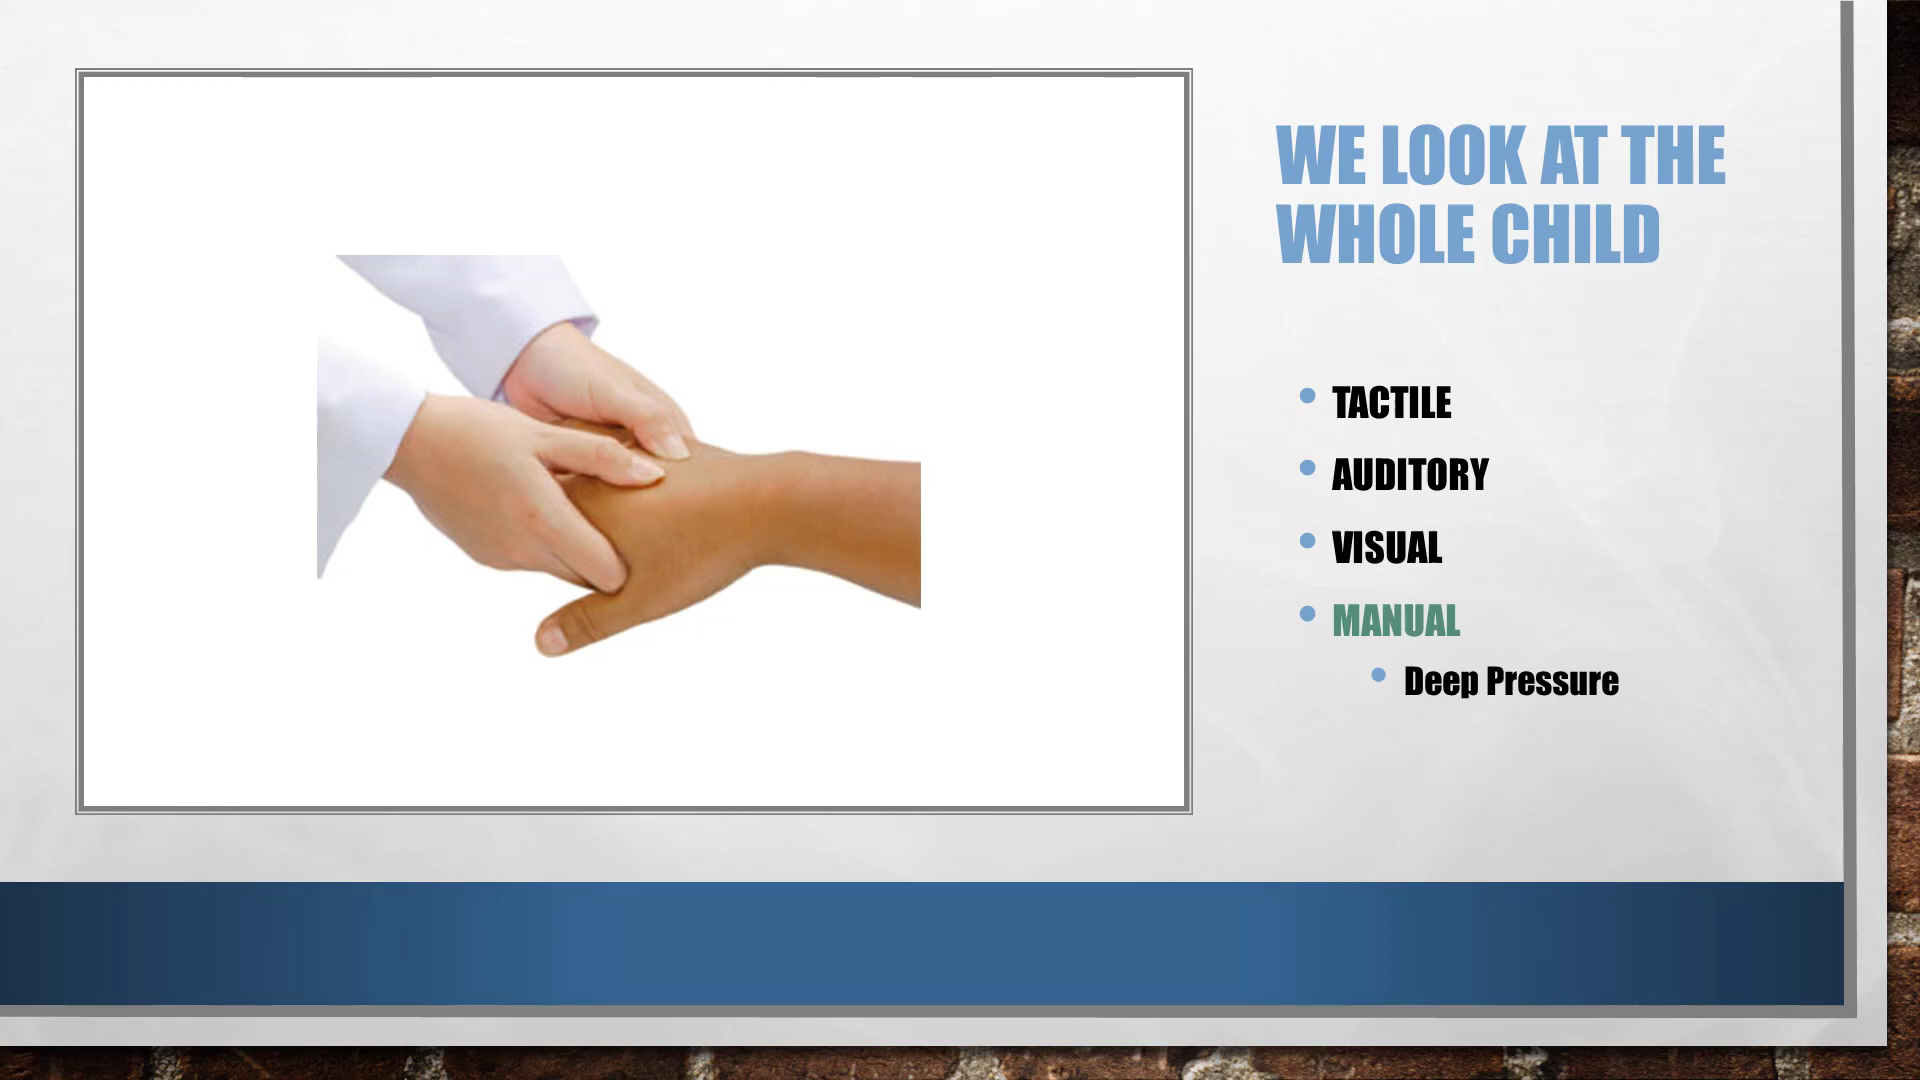 WE LOOK AT THE
WHOLE CHILD
• TACTILE
• AUDITORY
• VISUAL
• MANUAL
• Deep Pressure